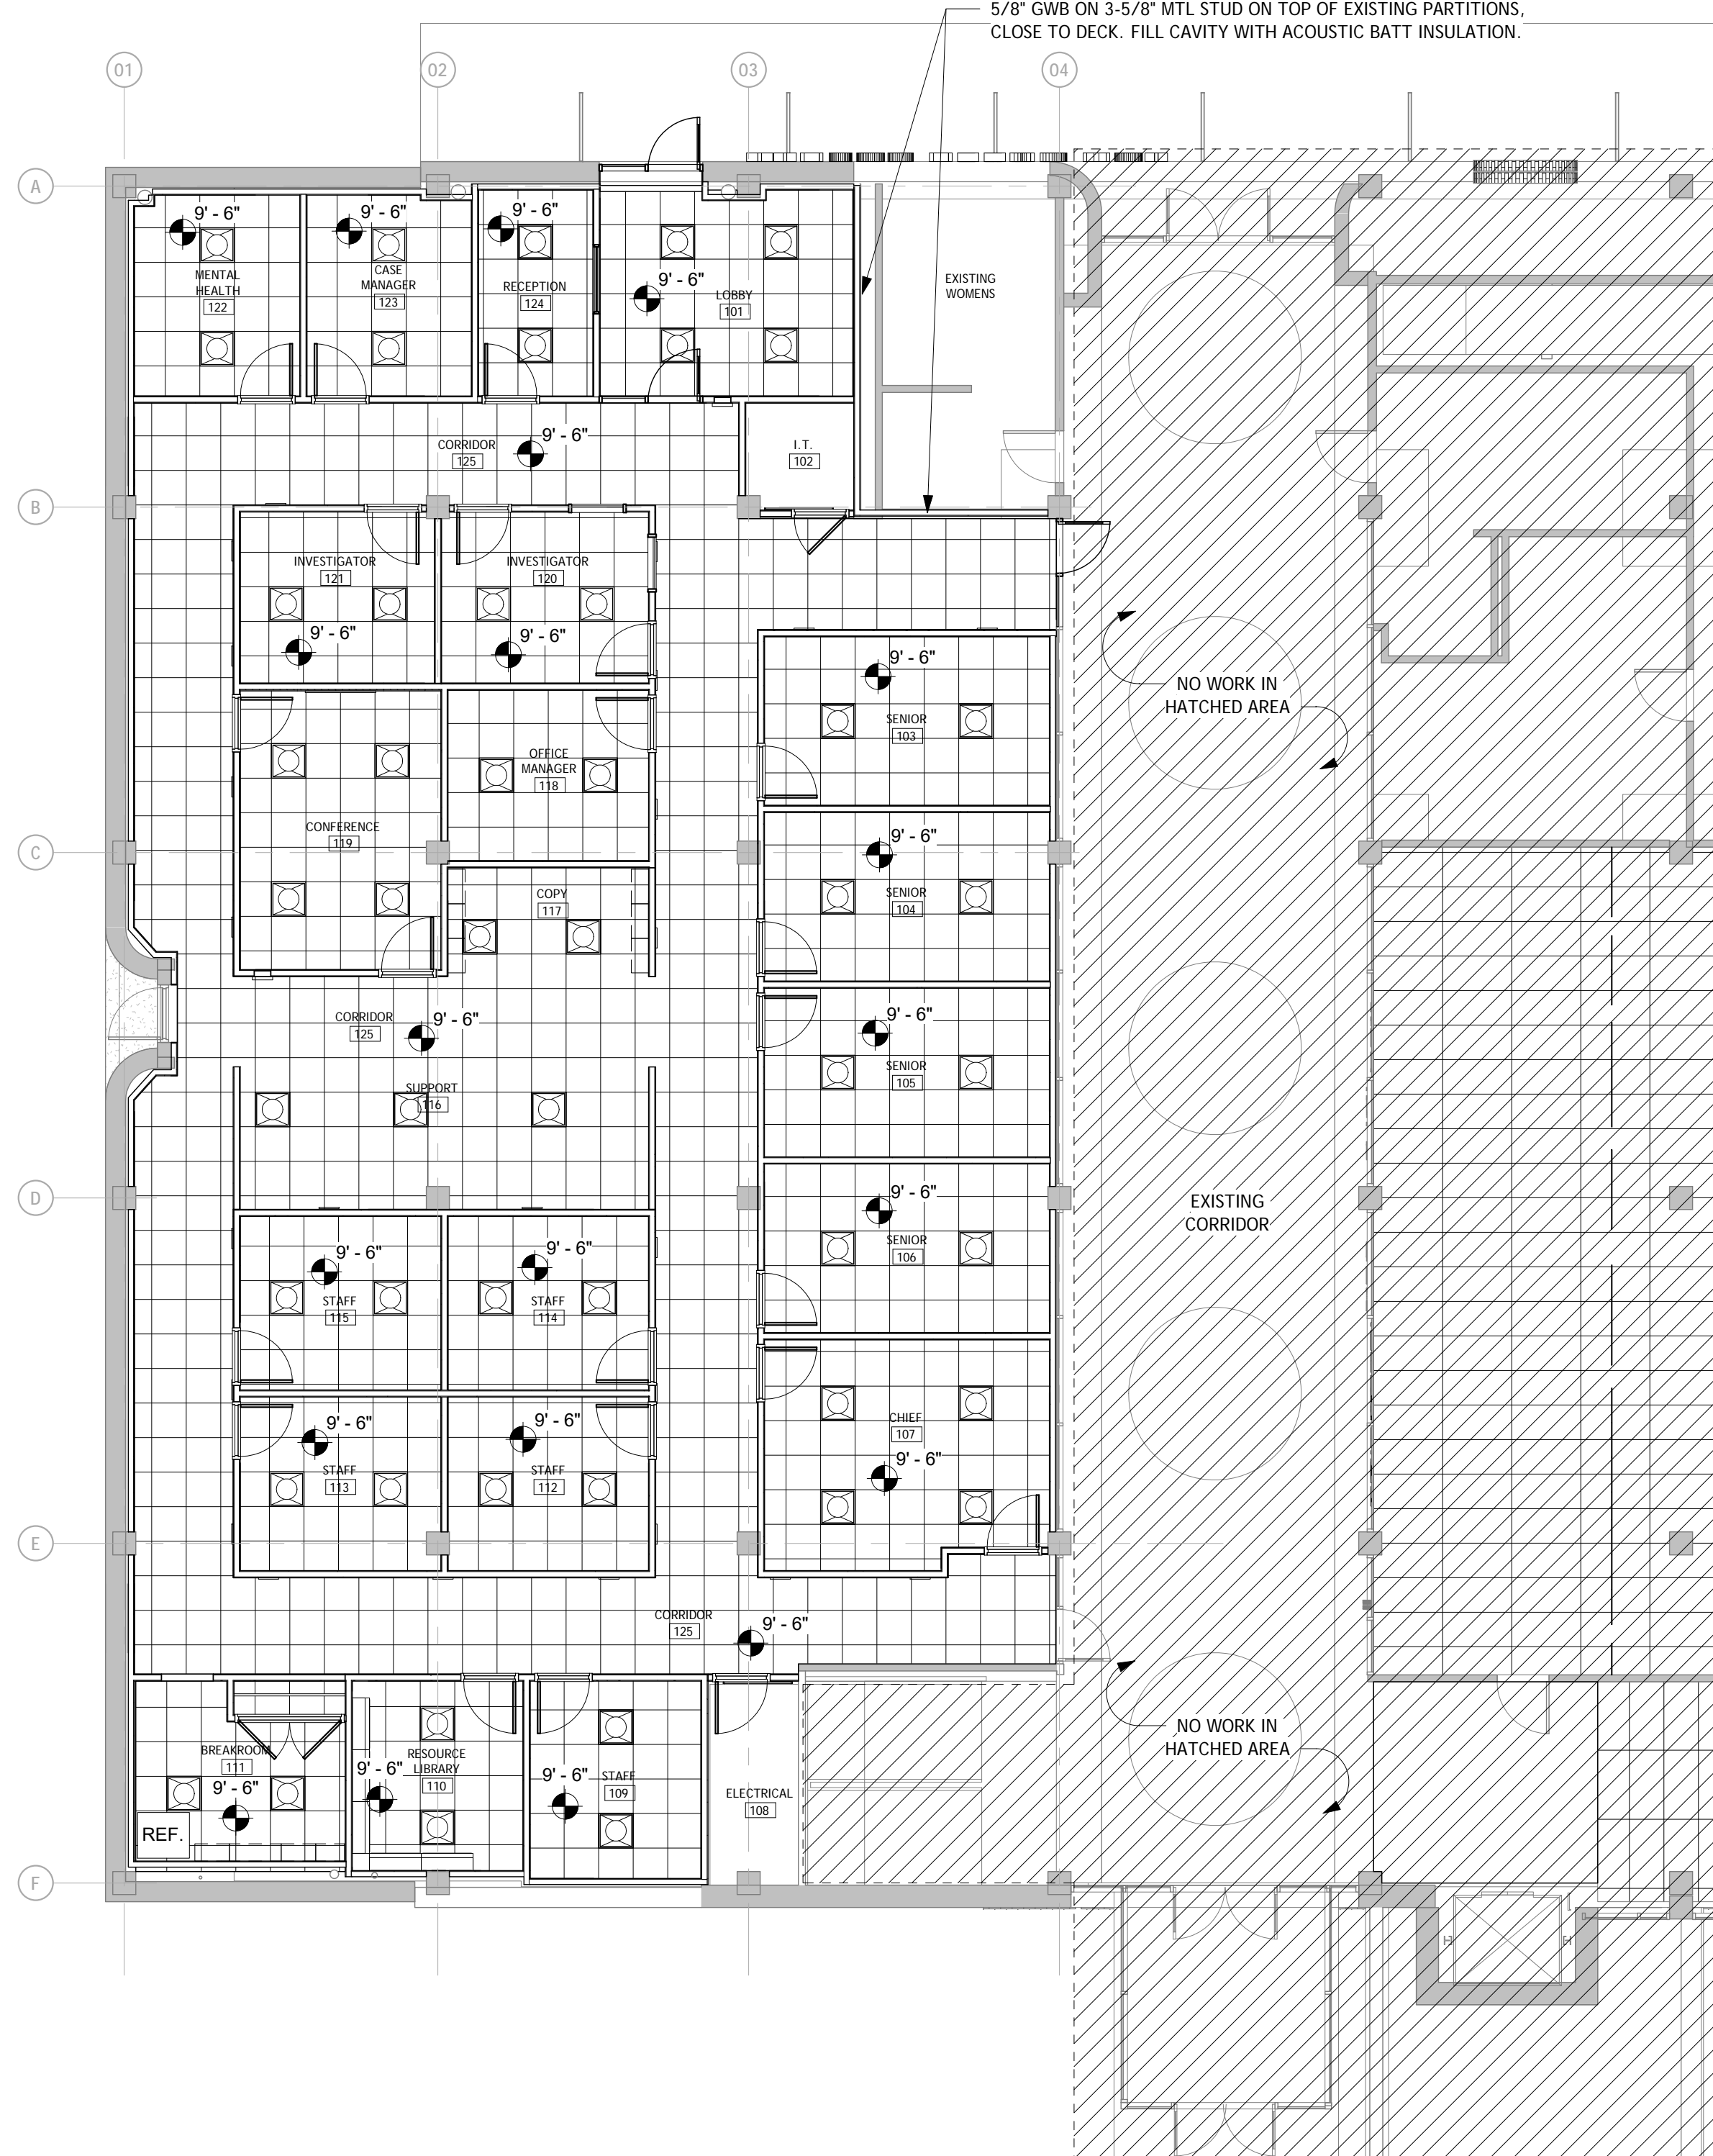 5/8" GWB ON 3-5/8" MTL STUD ON TOP OF EXISTING PARTITIONS,
CLOSE TO DECK. FILL CAVITY WITH ACOUSTIC BATT INSULATION.
01
02
03
04
A
9' - 6"
9' - 6"
9' - 6"
9' - 6"
MENTAL
HEALTH
122
CASE
MANAGER
123
RECEPTION
124
LOBBY
101
EXISTING
WOMENS
CORRIDOR
125
9' - 6"
I.T.
102
B
INVESTIGATOR
121
9' - 6"
INVESTIGATOR
120
9' - 6"
9' - 6"
SENIOR
103
NO WORK IN
HATCHED AREA
OFFICE
MANAGER
118
CONFERENCE
119
C
9' - 6"
SENIOR
104
COPY
117
CORRIDOR
125
9' - 6"
9' - 6"
SENIOR
105
SUPPORT
116
D
9' - 6"
SENIOR
106
EXISTING
CORRIDOR
9' - 6"
STAFF
115
9' - 6"
STAFF
114
9' - 6"
STAFF
113
9' - 6"
STAFF
112
CHIEF
107
9' - 6"
E
CORRIDOR
125
9' - 6"
NO WORK IN
HATCHED AREA
BREAKROOM
111
9' - 6"
REF.
RESOURCE
LIBRARY
110
9' - 6"
9' - 6"
STAFF
109
ELECTRICAL
108
F